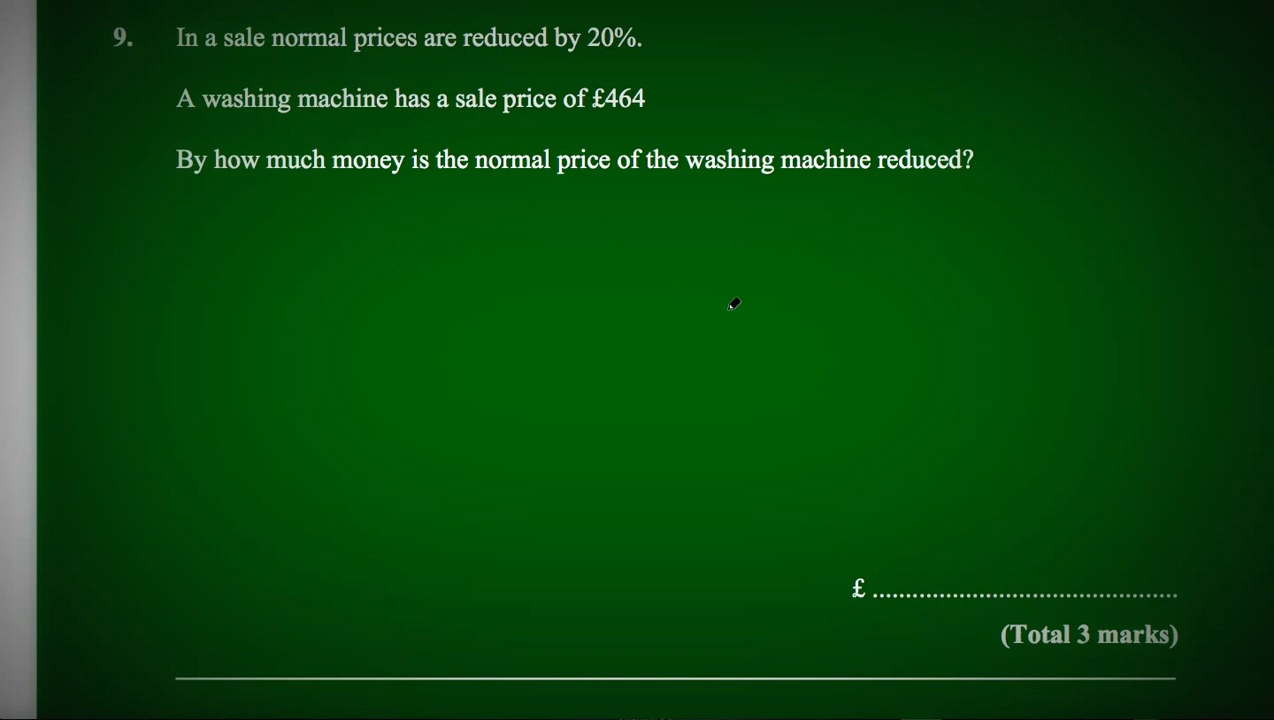 9. In a sale normal prices are reduced by 20%.
A washing machine has a sale price of £464
By how much money is the normal price of the washing machine reduced?
£ ..............................................
(Total 3 marks)